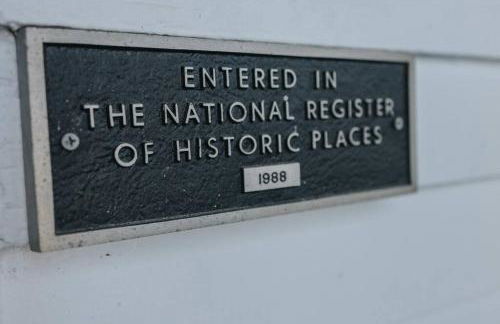 ENTERED IN
THE NATIONAL REGISTER
OF HISTORIC PLACES
1988